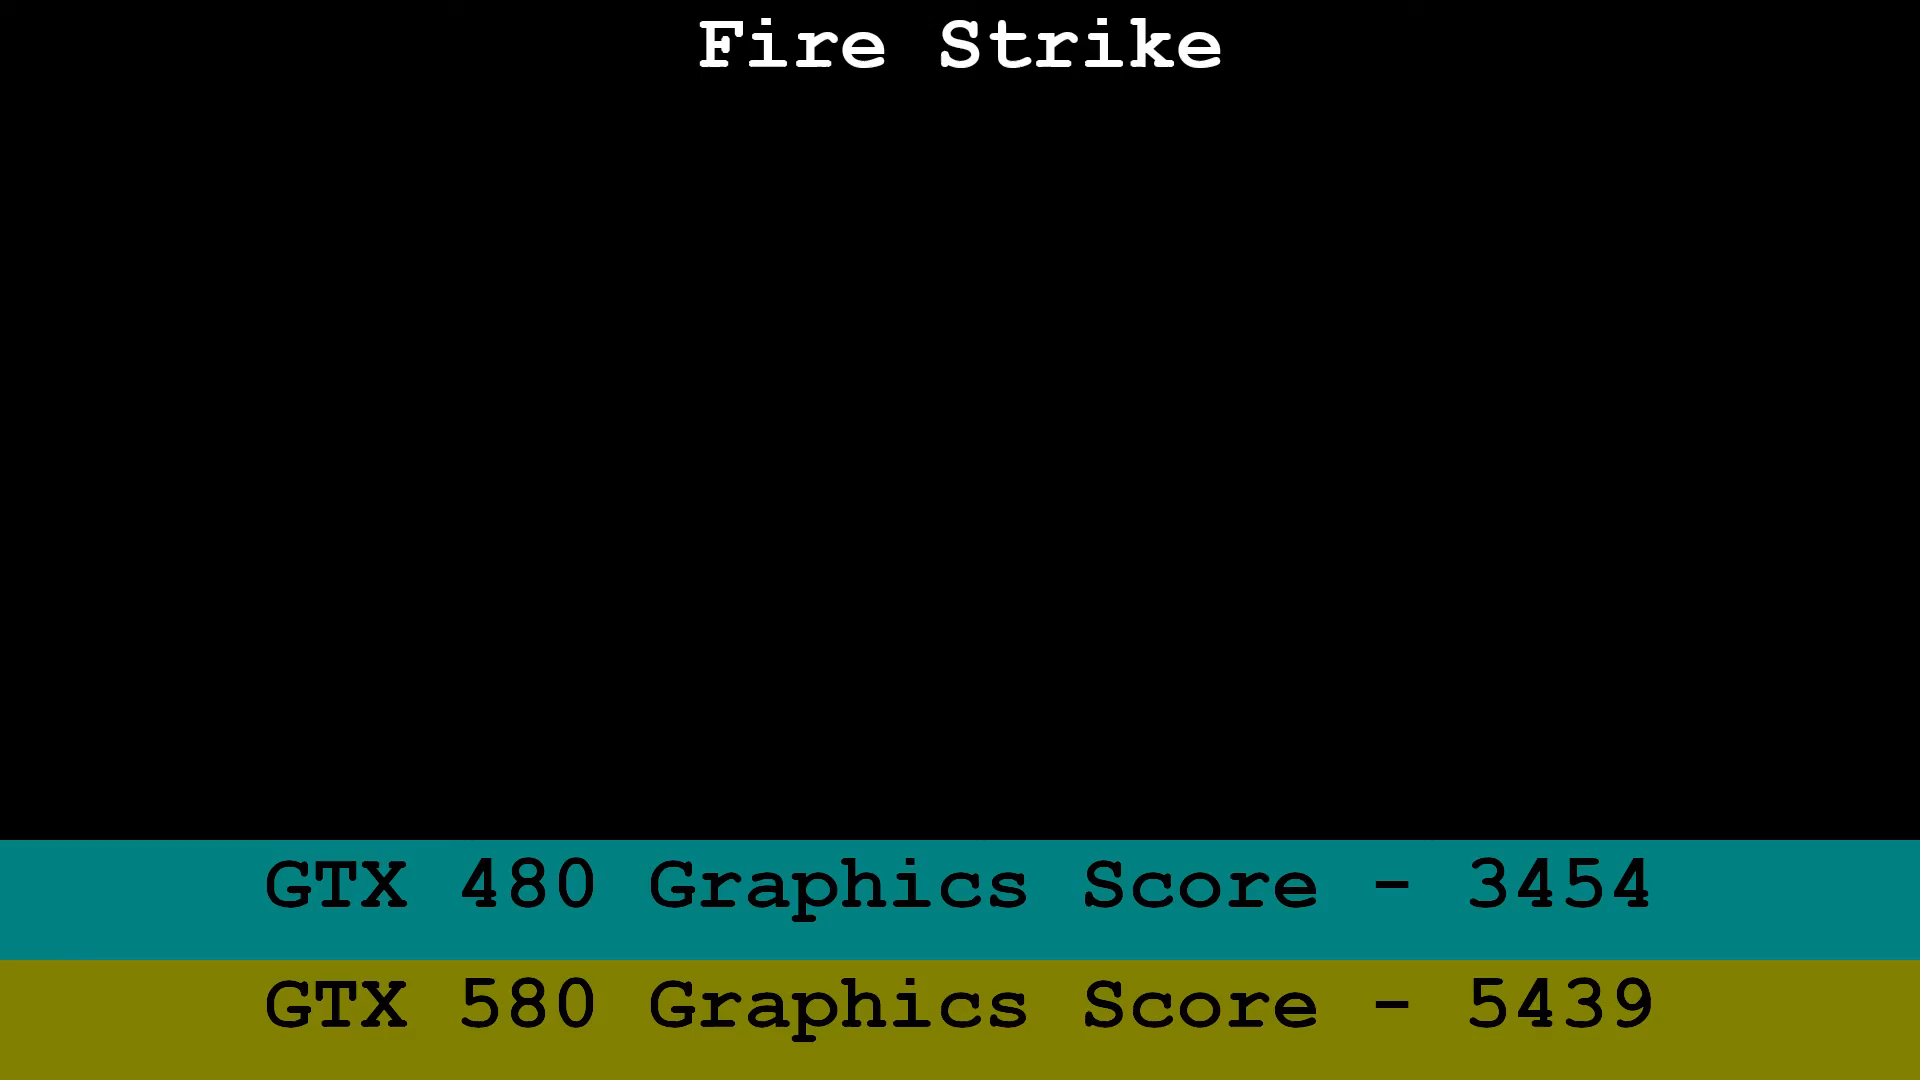 Fire Strike
GTX 480 Graphics Score - 3454
GTX 580 Graphics Score - 5439